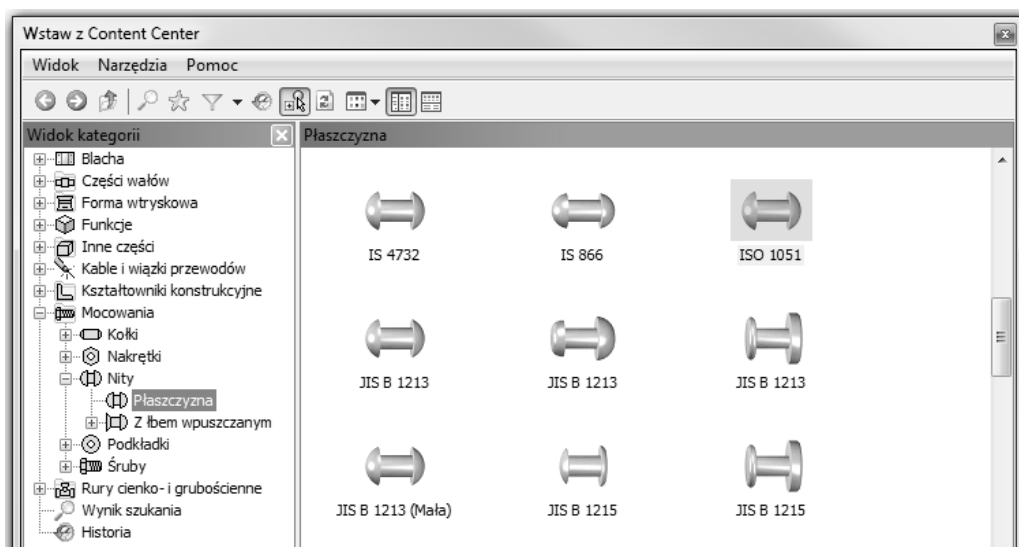 Wstaw z Content Center
Widok Narzędzia Pomoc
Widok kategorii
Płaszczyzna
Blacha
Części wałów
Forma wtryskowa
Funkcje
Inne części
Kable i wiązki przewodów
Kształtowniki konstrukcyjne
Mocowania
Kołki
Nakrętki
Nity
Płaszczyzna
Z łbem wpuszczanym
Podkładki
Śruby
Rury cienko- i grubościenne
Wynik szukania
Historia
IS 4732 IS 866 ISO 1051
JIS B 1213 JIS B 1213 JIS B 1213
JIS B 1213 (Mała) JIS B 1215 JIS B 1215